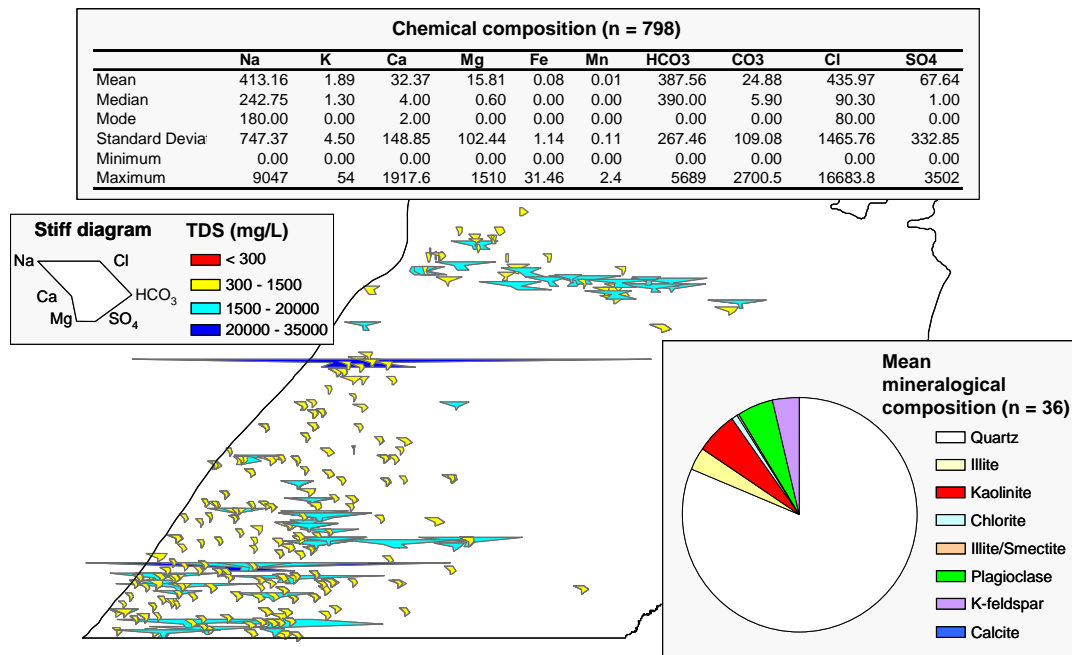 Chemical composition (n = 798)
Na K Ca Mg Fe Mn HCO3 CO3 Cl SO4
Mean 413.16 1.89 32.37 15.81 0.08 0.01 387.56 24.88 435.97 67.64
Median 242.75 1.30 4.00 0.60 0.00 0.00 390.00 5.90 90.30 1.00
Mode 180.00 0.00 2.00 0.00 0.00 0.00 0.00 0.00 80.00 0.00
Standard Deviat 747.37 4.50 148.85 102.44 1.14 0.11 267.46 109.08 1465.76 332.85
Minimum 0.00 0.00 0.00 0.00 0.00 0.00 0.00 0.00 0.00 0.00
Maximum 9047 54 1917.6 1510 31.46 2.4 5689 2700.5 16683.8 3502
Stiff diagram
Na Cl
Ca HCO3
Mg SO4
TDS (mg/L)
< 300
300 - 1500
1500 - 20000
20000 - 35000
Mean
mineralogical
composition (n = 36)
Quartz
Illite
Kaolinite
Chlorite
Illite/Smectite
Plagioclase
K-feldspar
Calcite